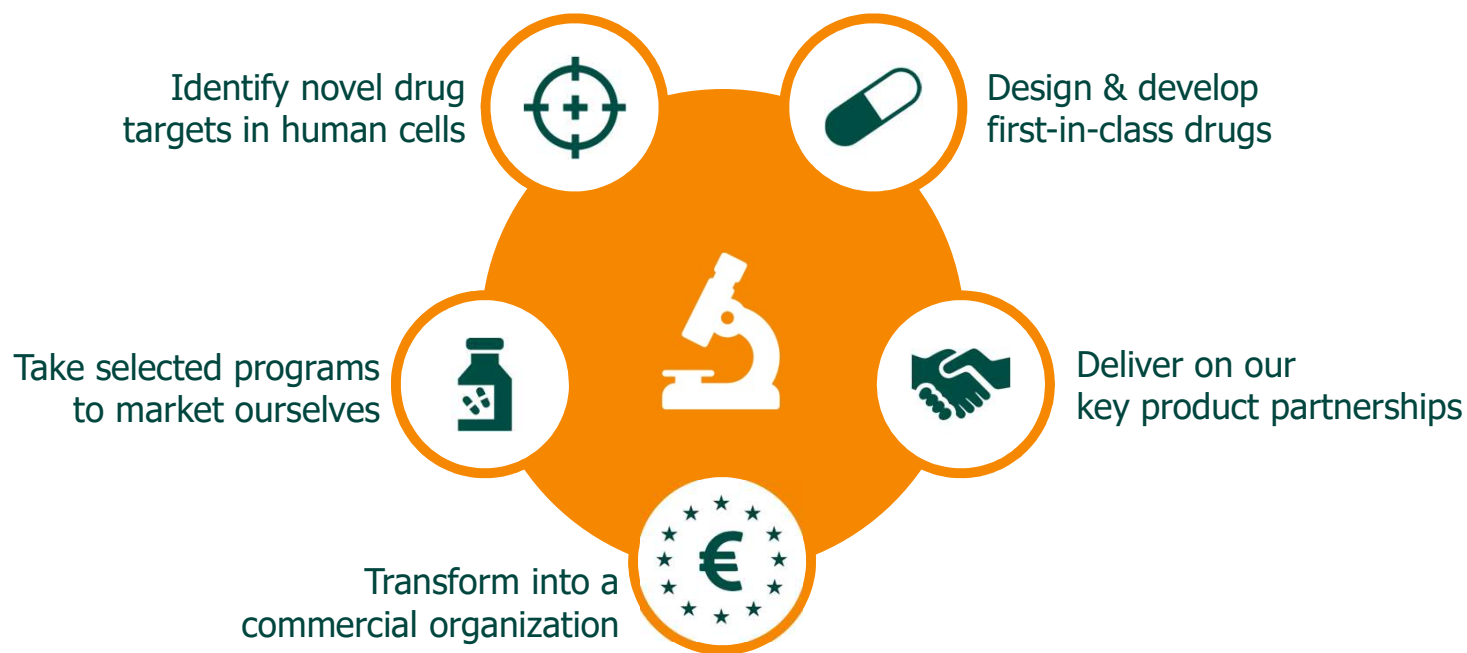 Identify novel drug
targets in human cells
Design & develop
first-in-class drugs
Take selected programs
to market ourselves
Deliver on our
key product partnerships
€
Transform into a
commercial organization